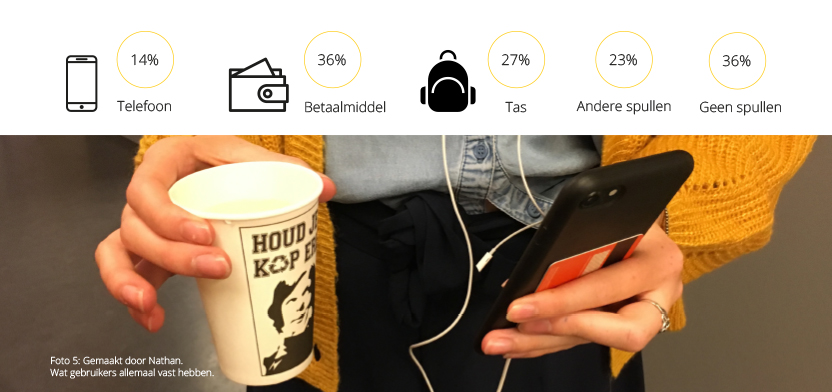 14%
36%
27%
23%
36%
Telefoon
Betaalmiddel
Tas
Andere spullen
Geen spullen
HOUD J
KOP ER
Foto 5: Gemaakt door Nathan.
Wat gebruikers allemaal vast hebben.